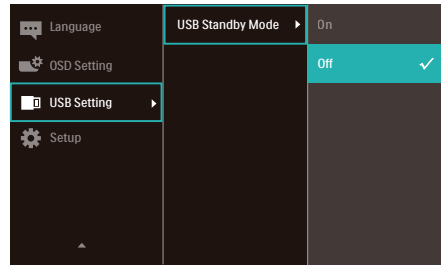 Language
OSD Setting
USB Setting
Setup
USB Standby Mode
On
Off